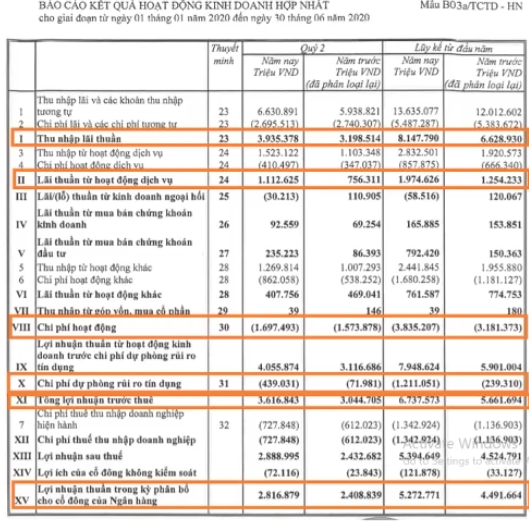 BÁO CÁO KẾT QUẢ HOẠT ĐỘNG KINH DOANH HỢP NHẤT Mẫu B03a/TCTD - HN
cho giai đoạn từ ngày 01 tháng 01 năm 2020 đến ngày 30 tháng 06 năm 2020
Thuyết minh Quý 2 Lũy kế từ đầu năm
Năm nay Triệu VND Năm trước Triệu VND (đã phân loại lại) Năm nay Triệu VND Năm trước Triệu VND (đã phân loại lại)
1 Thu nhập lãi và các khoản thu nhập
tương tự 23 6.630.891 5.938.821 13.635.077 12.012.602
2 Chi phí lãi và các chi phí tương tự 23 (2.695.513) (2.740.307) (5.487.287) (5.383.672)
I Thu nhập lãi thuần 23 3.935.378 3.198.514 8.147.790 6.628.930
3 Thu nhập từ hoạt động dịch vụ 24 1.523.122 1.103.348 2.832.501 1.920.573
4 Chi phí hoạt động dịch vụ 24 (410.497) (347.037) (857.875) (666.340)
II Lãi thuần từ hoạt động dịch vụ 24 1.112.625 756.311 1.974.626 1.254.233
III Lãi/(lỗ) thuần từ kinh doanh ngoại hối 25 (30.213) 110.905 (58.516) 120.067
IV Lãi thuần từ mua bán chứng khoán
kinh doanh 26 92.559 69.254 165.885 153.851
V Lãi thuần từ mua bán chứng khoán
đầu tư 27 235.223 86.393 792.420 150.363
5 Thu nhập từ hoạt động khác 28 1.269.814 1.007.293 2.441.845 1.955.880
6 Chi phí hoạt động khác 28 (862.058) (538.252) (1.680.258) (1.181.127)
VI Lãi thuần từ hoạt động khác 28 407.756 469.041 761.587 774.753
VII Thu nhập từ góp vốn, mua cổ phần 29 39 146 39 180
VIII Chi phí hoạt động 30 (1.697.493) (1.573.878) (3.835.207) (3.181.373)
IX Lợi nhuận thuần từ hoạt động kinh
doanh trước chi phí dự phòng rủi ro
tín dụng 4.055.874 3.116.686 7.948.624 5.901.004
X Chi phí dự phòng rủi ro tín dụng 31 (439.031) (71.981) (1.211.051) (239.310)
XI Tổng lợi nhuận trước thuế 3.616.843 3.044.705 6.737.573 5.661.694
7 Chi phí thuế thu nhập doanh nghiệp
hiện hành 32 (727.848) (612.023) (1.342.924) (1.136.903)
XII Chi phí thuế thu nhập doanh nghiệp (727.848) (612.023) (1.342.924) (1.136.903)
XIII Lợi nhuận sau thuế 2.888.995 2.432.682 5.394.649 4.524.791
XIV Lợi ích của cổ đông không kiểm soát (72.116) (23.843) (121.878) (33.127)
XV Lợi nhuận thuần trong kỳ phân bổ
cho cổ đông của Ngân hàng 2.816.879 2.408.839 5.272.771 4.491.664
Activate Windows
Go to Settings to activate